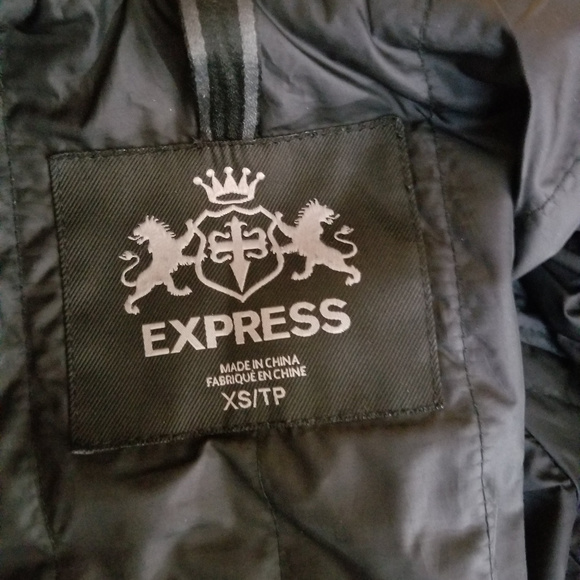 EXPRESS
MADE IN CHINA
FABRIQUÉ EN CHINE
XS/TP